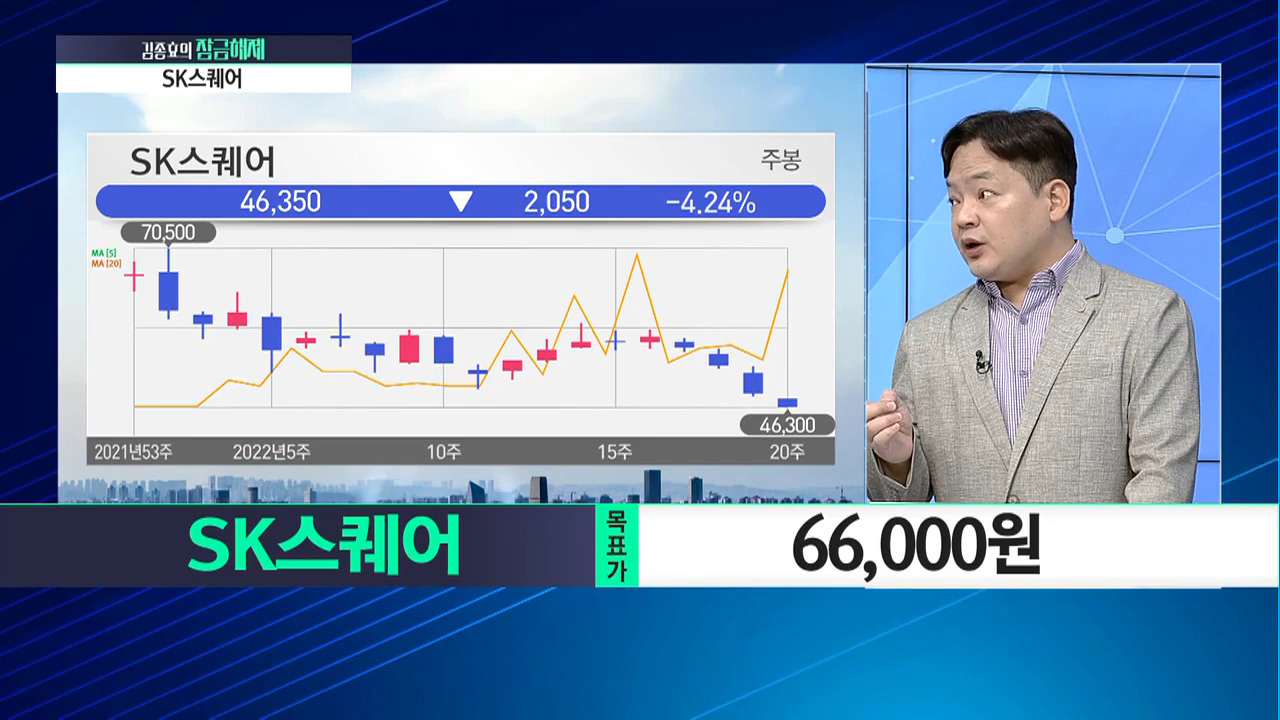 김종효의 잠금해제
SK스퀘어
SK스퀘어
주봉
46,350 ▼ 2,050 -4.24%
70,500
MA [5]
MA [20]
46,300
2021년53주 2022년5주 10주 15주 20주
SK스퀘어
목표가
66,000원